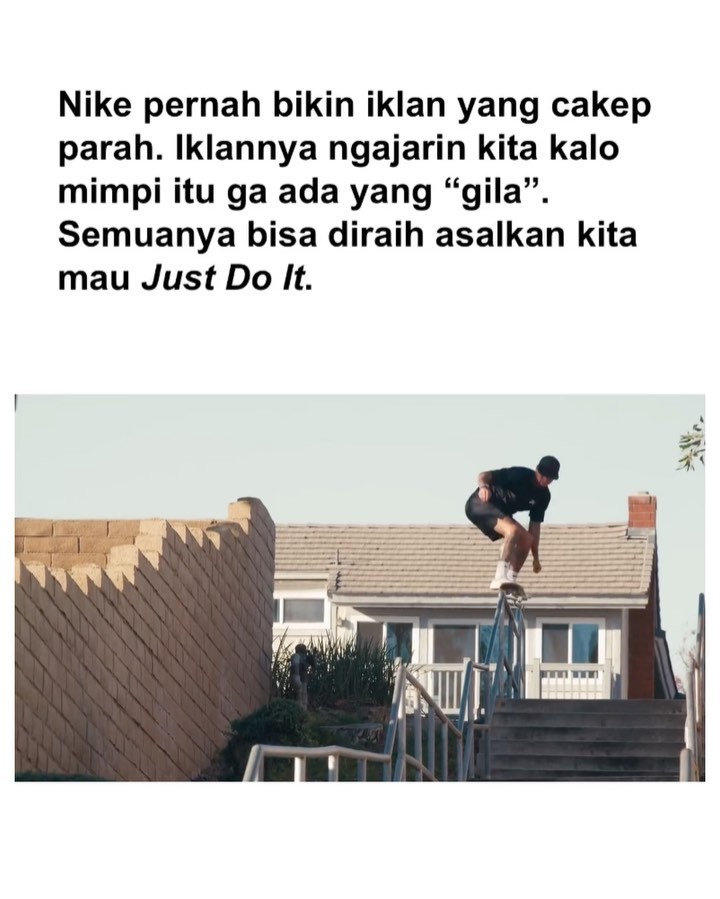 Nike pernah bikin iklan yang cakep
parah. Iklannya ngajarin kita kalo
mimpi itu ga ada yang “gila”.
Semuanya bisa diraih asalkan kita
mau Just Do It.